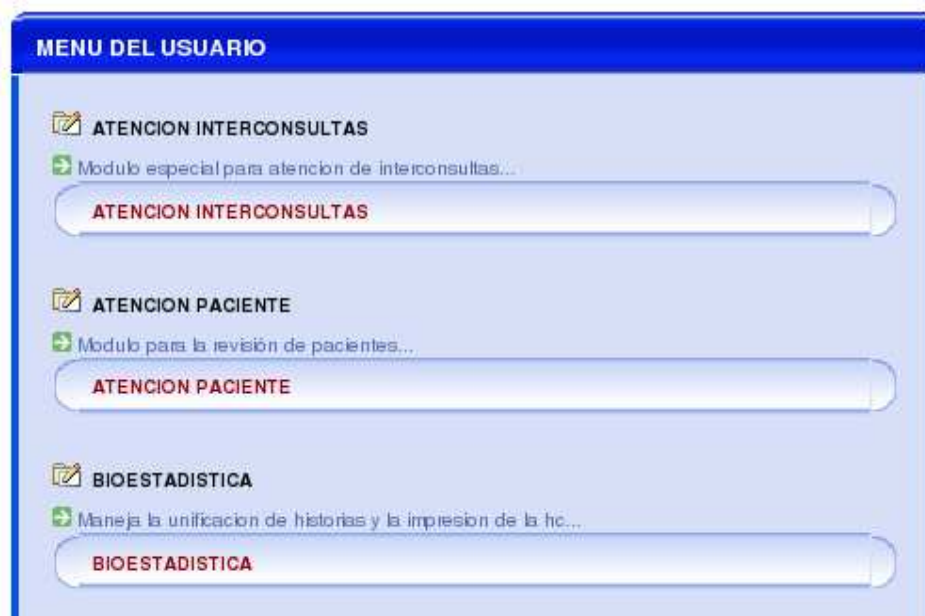 MENU DEL USUARIO
ATENCION INTERCONSULTAS
Modulo especial para atencion de interconsultas...
ATENCION INTERCONSULTAS
ATENCION PACIENTE
Modulo para la revisión de pacientes...
ATENCION PACIENTE
BIOESTADISTICA
Maneja la unificacion de historias y la impresion de la hc...
BIOESTADISTICA